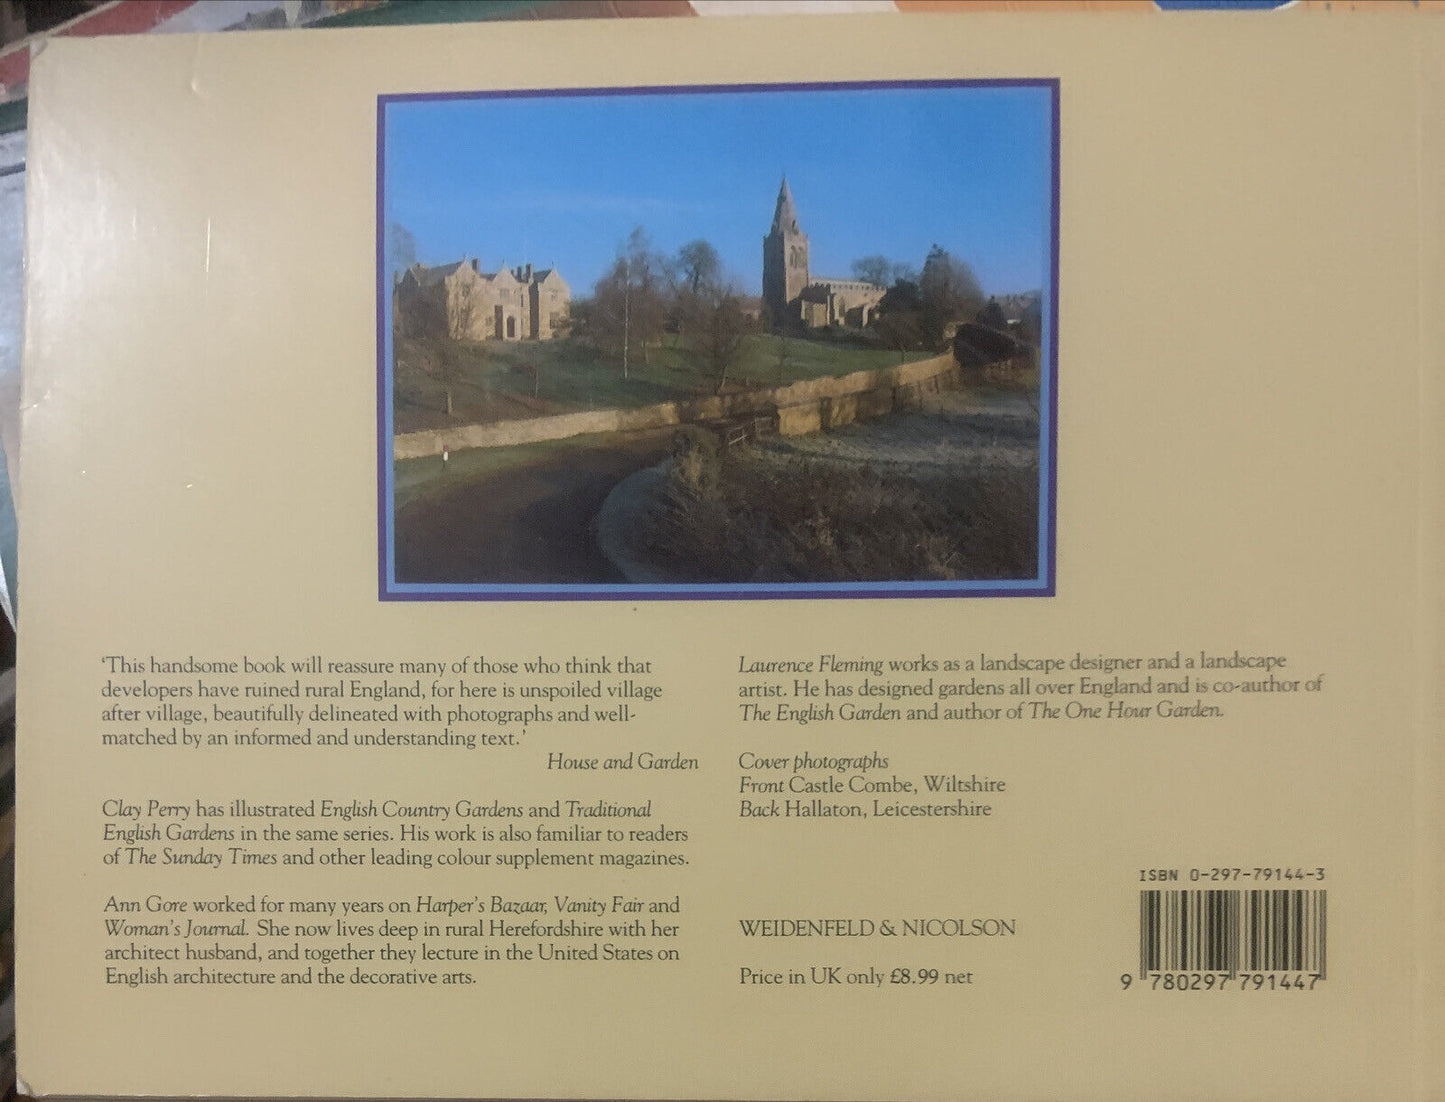 ‘This handsome book will reassure many of those who think that
developers have ruined rural England, for here is unspoiled village
after village, beautifully delineated with photographs and well-
matched by an informed and understanding text.’
House and Garden
Clay Perry has illustrated English Country Gardens and Traditional
English Gardens in the same series. His work is also familiar to readers
of The Sunday Times and other leading colour supplement magazines.
Ann Gore worked for many years on Harper's Bazaar, Vanity Fair and
Woman's Journal. She now lives deep in rural Herefordshire with her
architect husband, and together they lecture in the United States on
English architecture and the decorative arts.
Laurence Fleming works as a landscape designer and a landscape
artist. He has designed gardens all over England and is co-author of
The English Garden and author of The One Hour Garden.
Cover photographs
Front Castle Combe, Wiltshire
Back Hallaton, Leicestershire
WEIDENFELD & NICOLSON
Price in UK only £8.99 net
ISBN 0-297-79144-3
9 780297 791447